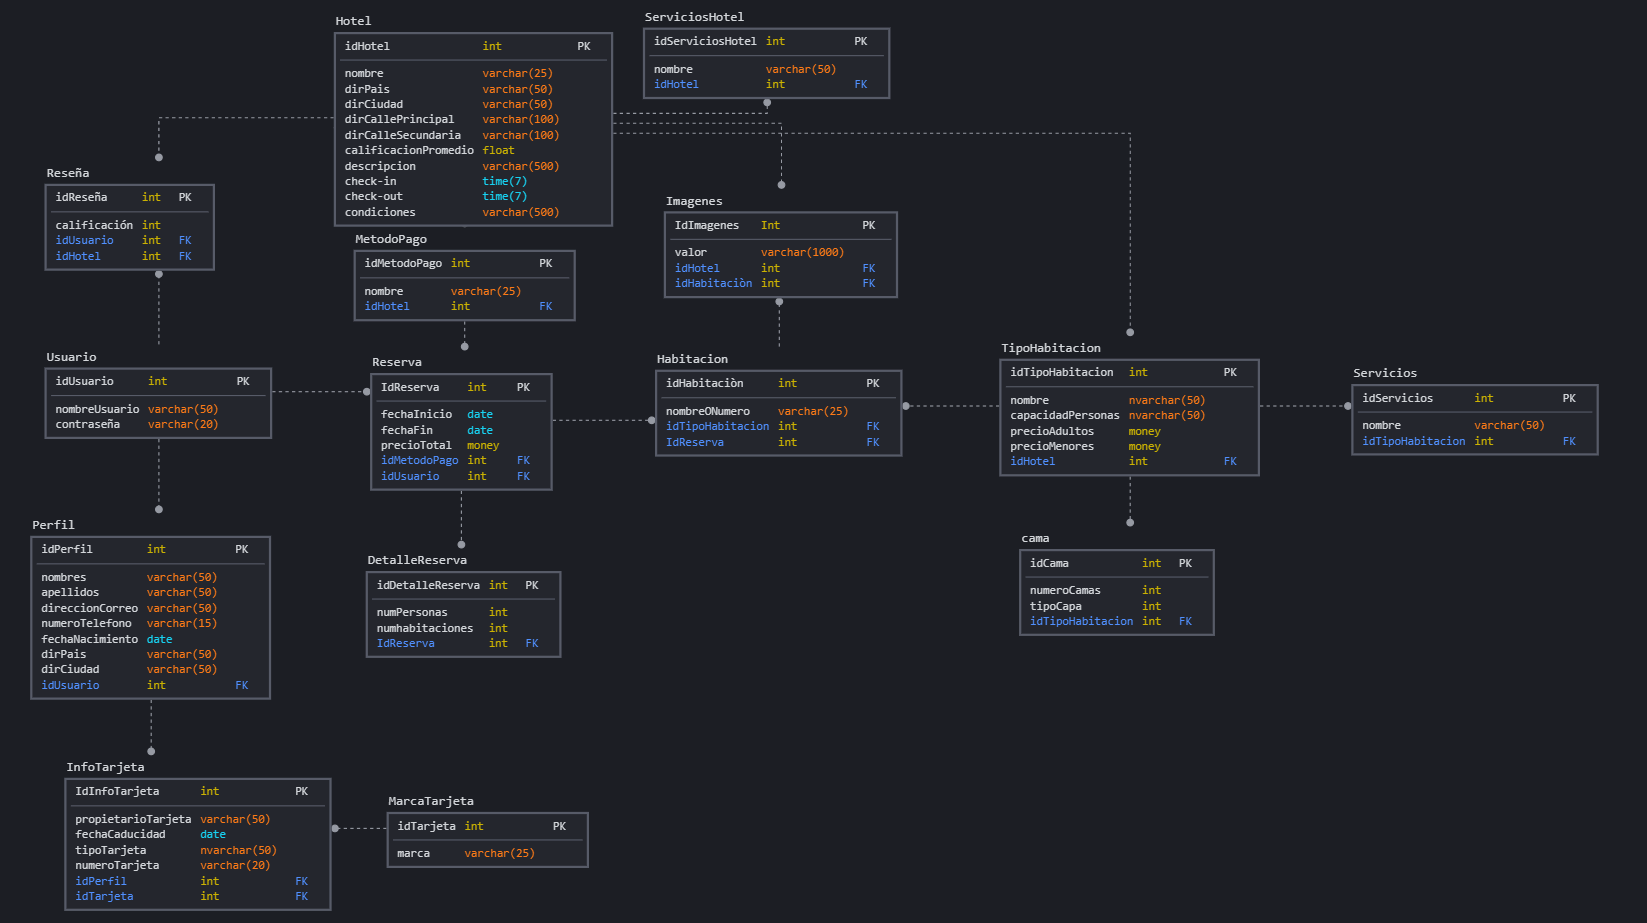 Hotel
idHotel int PK
nombre varchar(25)
dirPais varchar(50)
dirCiudad varchar(50)
dirCallePrincipal varchar(100)
dirCalleSecundaria varchar(100)
calificacionPromedio float
descripcion varchar(500)
check-in time(7)
check-out time(7)
condiciones varchar(500)
ServiciosHotel
idServiciosHotel int PK
nombre varchar(50)
idHotel int FK
Reseña
idReseña int PK
calificación int
idUsuario int FK
idHotel int FK
MetodoPago
idMetodoPago int PK
nombre varchar(25)
idHotel int FK
Imagenes
IdImagenes Int PK
valor varchar(1000)
idHotel int FK
idHabitaciòn int FK
Usuario
idUsuario int PK
nombreUsuario varchar(50)
contraseña varchar(20)
Reserva
IdReserva int PK
fechaInicio date
fechaFin date
precioTotal money
idMetodoPago int FK
idUsuario int FK
Habitacion
idHabitaciòn int PK
nombreONumero varchar(25)
idTipoHabitacion int FK
IdReserva int FK
TipoHabitacion
idTipoHabitacion int PK
nombre nvarchar(50)
capacidadPersonas nvarchar(50)
precioAdultos money
precioMenores money
idHotel int FK
Servicios
idServicios int PK
nombre varchar(50)
idTipoHabitacion int FK
Perfil
idPerfil int PK
nombres varchar(50)
apellidos varchar(50)
direccionCorreo varchar(50)
numeroTelefono varchar(15)
fechaNacimiento date
dirPais varchar(50)
dirCiudad varchar(50)
idUsuario int FK
DetalleReserva
idDetalleReserva int PK
numPersonas int
numhabitaciones int
IdReserva int FK
cama
idCama int PK
numeroCamas int
tipoCapa int
idTipoHabitacion int FK
InfoTarjeta
IdInfoTarjeta int PK
propietarioTarjeta varchar(50)
fechaCaducidad date
tipoTarjeta nvarchar(50)
numeroTarjeta varchar(20)
idPerfil int FK
idTarjeta int FK
MarcaTarjeta
idTarjeta int PK
marca varchar(25)